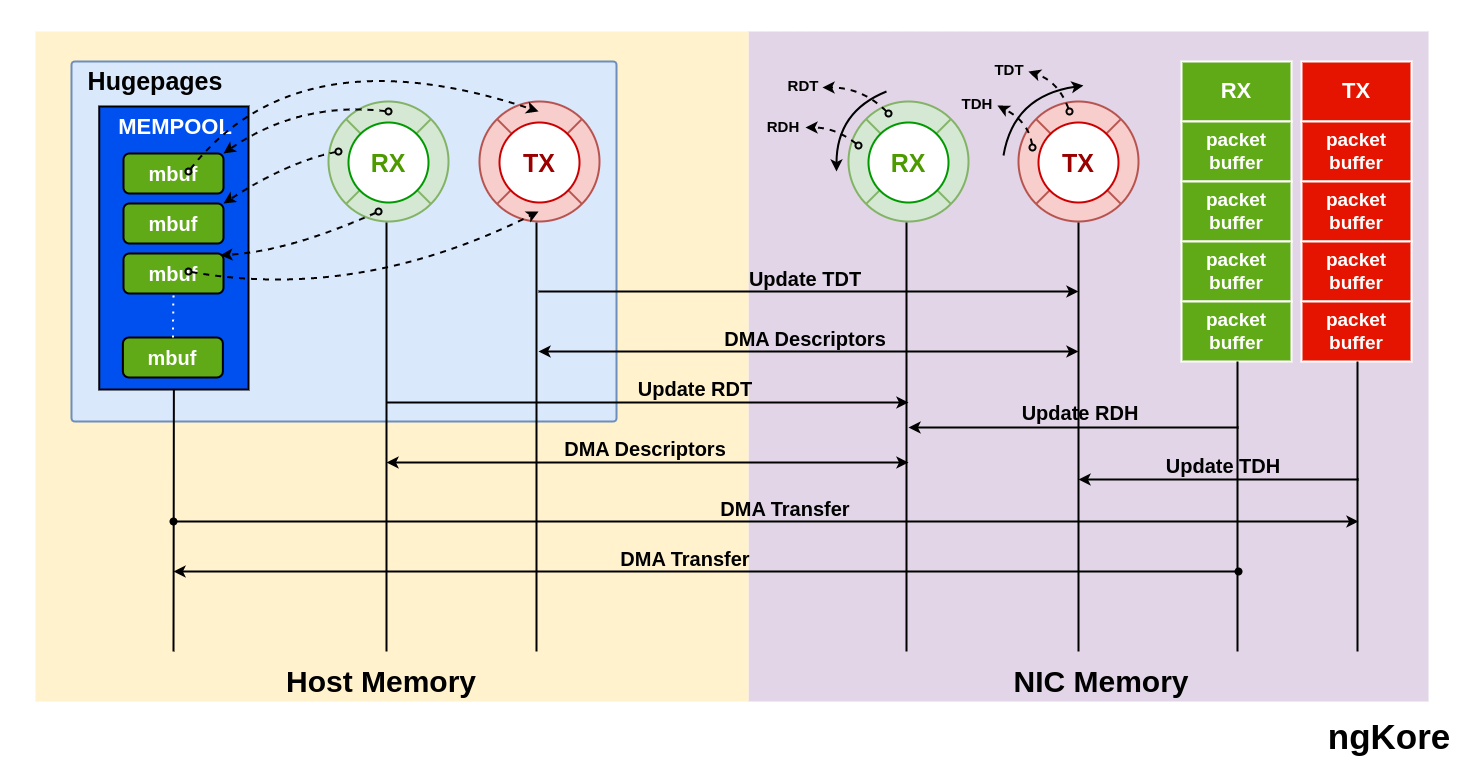 Hugepages
MEMPOOL
mbuf
mbuf
mbuf
mbuf
RX
TX
RDT
RDH
TDT
TDH
RX
TX
RX
packet
buffer
packet
buffer
packet
buffer
packet
buffer
TX
packet
buffer
packet
buffer
packet
buffer
packet
buffer
Update TDT
DMA Descriptors
Update RDT
Update RDH
DMA Descriptors
Update TDH
DMA Transfer
DMA Transfer
Host Memory
NIC Memory
ngKore